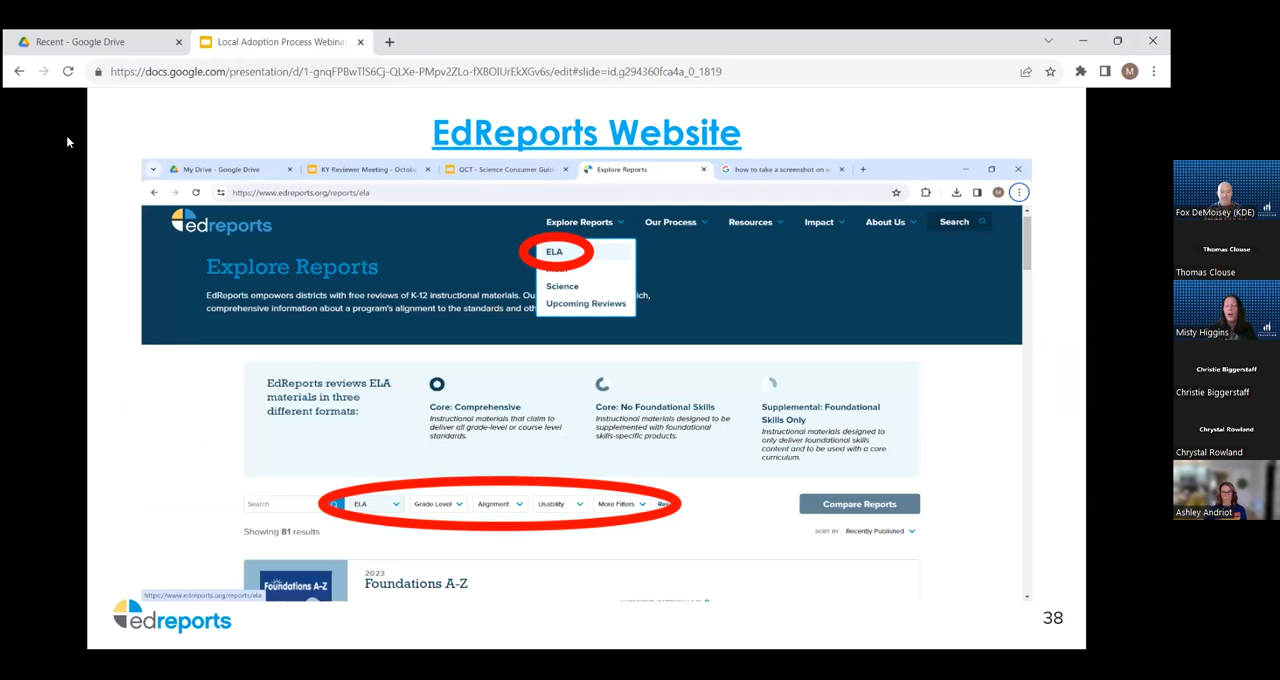 Recent - Google Drive
Local Adoption Process Webina
https://docs.google.com/presentation/d/1-gnqFPBwTlS6Cj-QLXe-PMpv2ZLo-fXBOIUrEkXGv6s/edit#slide=id.g294360fca4a_0_1819
M
EdReports Website
My Drive - Google Drive
KY Reviewer Meeting - Octob
QCT - Science Consumer Guid
Explore Reports
how to take a screenshot on w
https://www.edreports.org/reports/ela
M
edreports
Explore Reports
Our Process
Resources
Impact
About Us
Search
ELA
Science
Upcoming Reviews
Explore Reports
EdReports empowers districts with free reviews of K-12 instructional materials. Ou
comprehensive information about a program's alignment to the standards and oth
EdReports reviews ELA
materials in three
different formats:
Core: Comprehensive
Instructional materials that claim to
deliver all grade-level or course level
standards.
Core: No Foundational Skills
Instructional materials designed to be
supplemented with foundational
skills-specific products.
Supplemental: Foundational
Skills Only
Instructional materials designed to
only deliver foundational skills
content and to be used with a core
curriculum.
Search
ELA
Grade Level
Alignment
Usability
More Filters
Res
Compare Reports
Showing 81 results
SORT BY Recently Published
Foundations A-Z
2023
Foundations A-Z
https://www.edreports.org/reports/ela
edreports
38
Fox DeMoisey (KDE)
Thomas Clouse
Thomas Clouse
Misty Higgins
Christie Biggerstaff
Christie Biggerstaff
Chrystal Rowland
Chrystal Rowland
Ashley Andriot